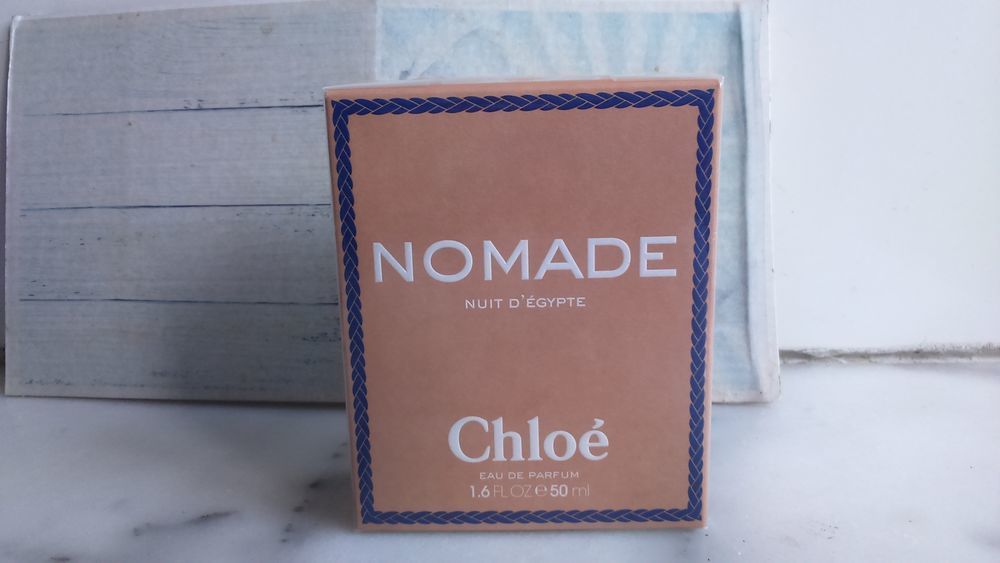 NOMADE
NUIT D'ÉGYPTE
Chloé
EAU DE PARFUM
1.6 FL OZ ℮ 50 ml